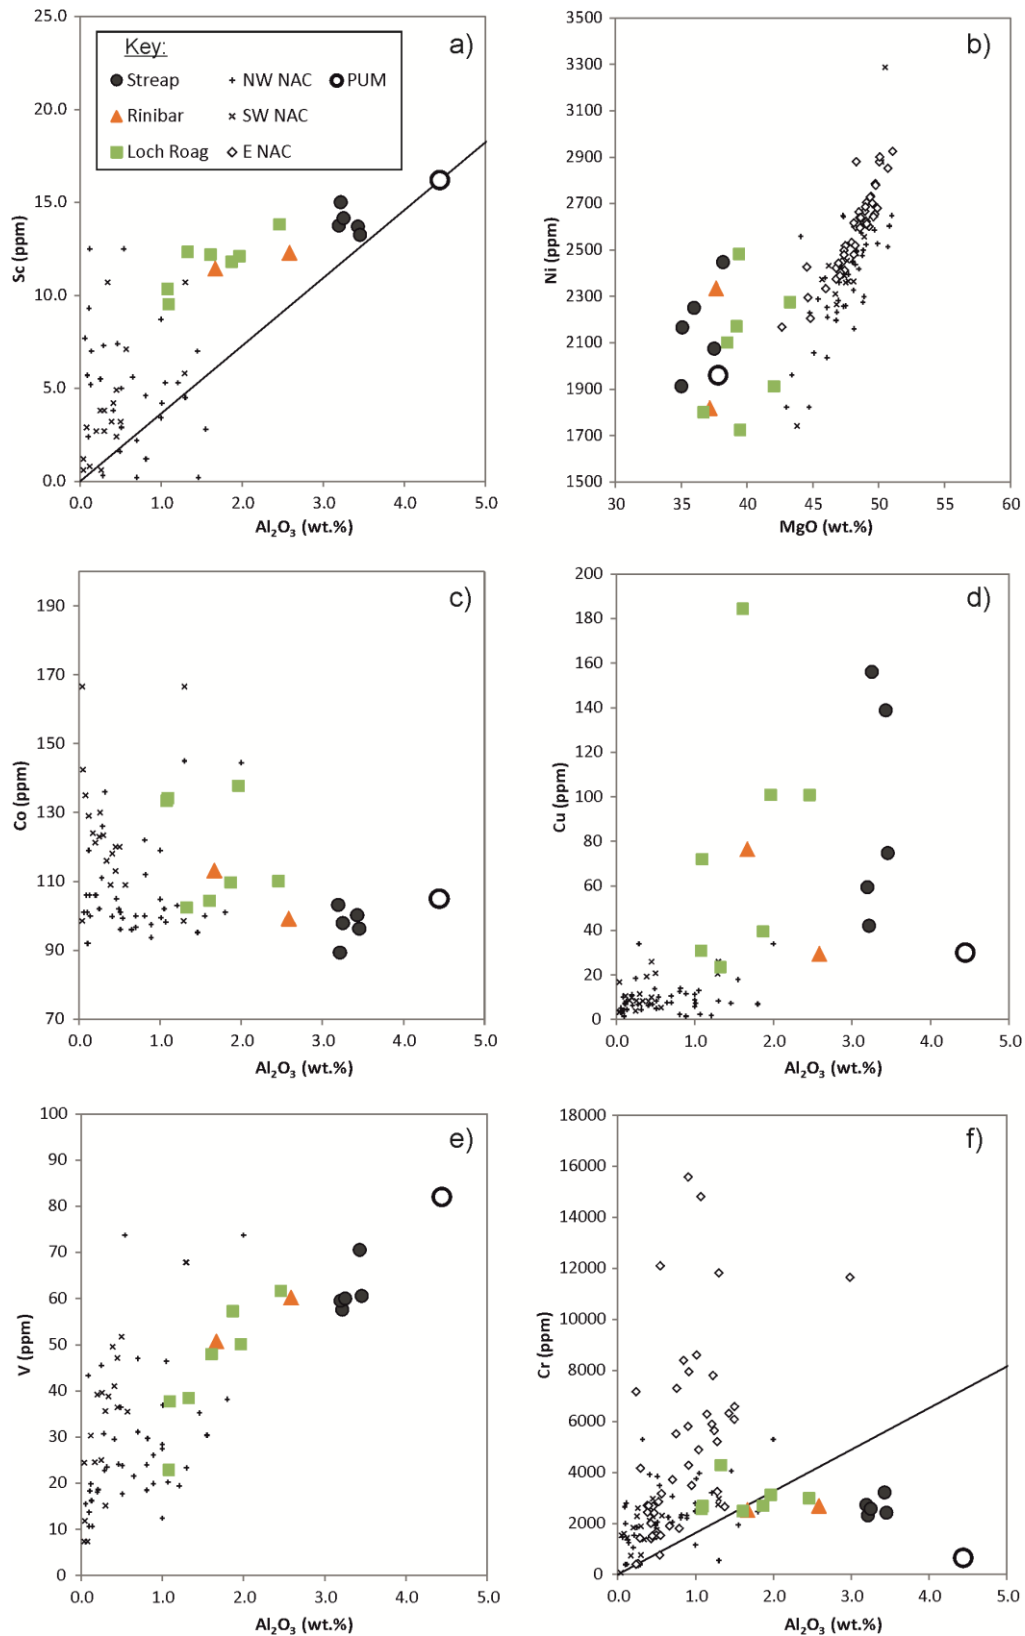 a)
25.0
20.0
15.0
10.0
5.0
0.0
Sc (ppm)
Key:
Streap NW NAC PUM
Rinibar SW NAC
Loch Roag E NAC
0.0 1.0 2.0 3.0 4.0 5.0
Al₂O₃ (wt.%)
b)
3500
3300
3100
2900
2700
2500
2300
2100
1900
1700
1500
Ni (ppm)
30 35 40 45 50 55 60
MgO (wt.%)
c)
190
170
150
130
110
90
70
Co (ppm)
0.0 1.0 2.0 3.0 4.0 5.0
Al₂O₃ (wt.%)
d)
200
180
160
140
120
100
80
60
40
20
0
Cu (ppm)
0.0 1.0 2.0 3.0 4.0 5.0
Al₂O₃ (wt.%)
e)
100
90
80
70
60
50
40
30
20
10
0
V (ppm)
0.0 1.0 2.0 3.0 4.0 5.0
Al₂O₃ (wt.%)
f)
18000
16000
14000
12000
10000
8000
6000
4000
2000
0
Cr (ppm)
0.0 1.0 2.0 3.0 4.0 5.0
Al₂O₃ (wt.%)